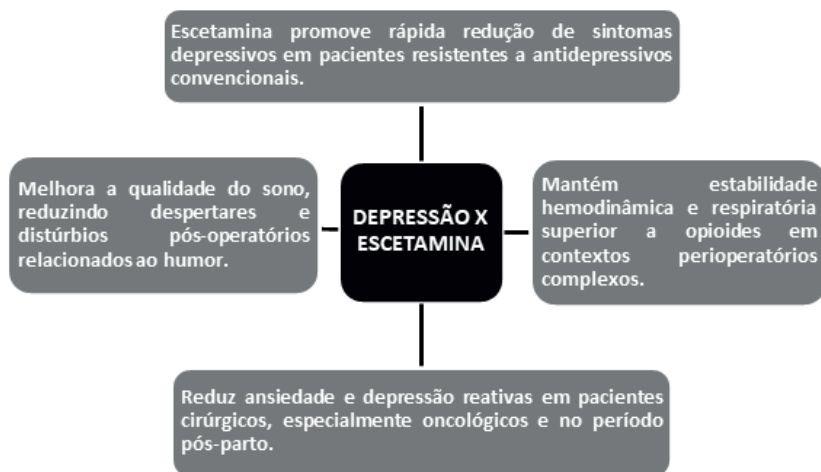 Escetamina promove rápida redução de sintomas
depressivos em pacientes resistentes a antidepressivos
convencionais.
Melhora a qualidade do sono,
reduzindo despertares e
distúrbios pós-operatórios
relacionados ao humor.
DEPRESSÃO X
ESCETAMINA
Mantém estabilidade
hemodinâmica e respiratória
superior a opioides em
contextos perioperatórios
complexos.
Reduz ansiedade e depressão reativas em pacientes
cirúrgicos, especialmente oncológicos e no período
pós-parto.